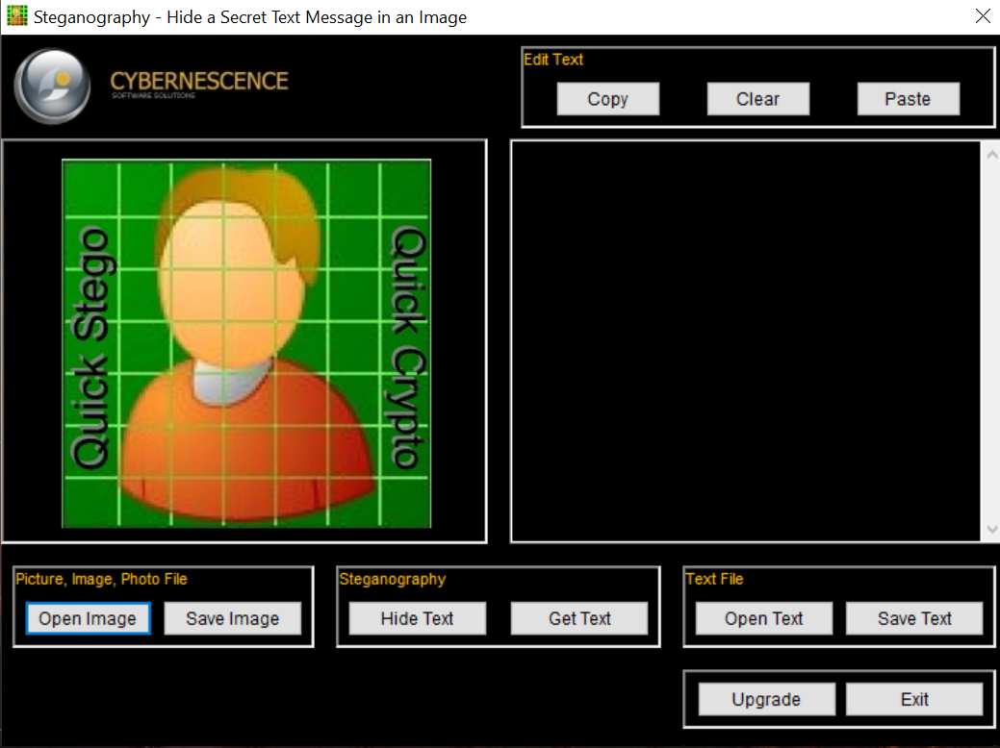 Steganography - Hide a Secret Text Message in an Image
CYBERNESCENCE
SOFTWARE SOLUTIONS
Edit Text
Copy Clear Paste
Quick Stego
Quick Crypto
Picture, Image, Photo File
Open Image Save Image
Steganography
Hide Text Get Text
Text File
Open Text Save Text
Upgrade Exit